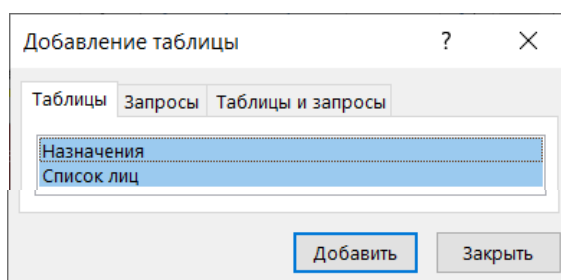 Добавление таблицы ?
Таблицы Запросы Таблицы и запросы
Назначения
Список лиц
Добавить Закрыть